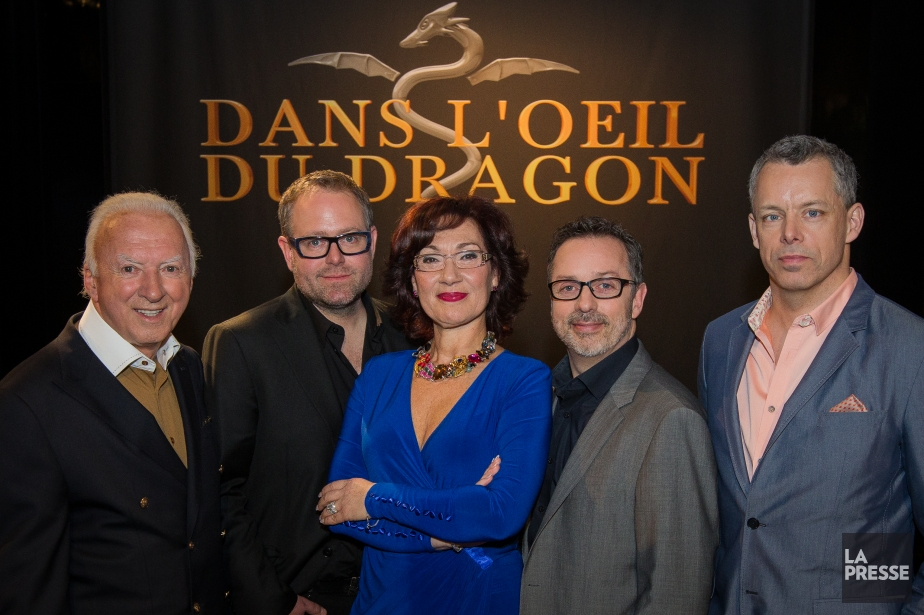 DANS L'OEIL
DU DRAGON
LA
PRESSE